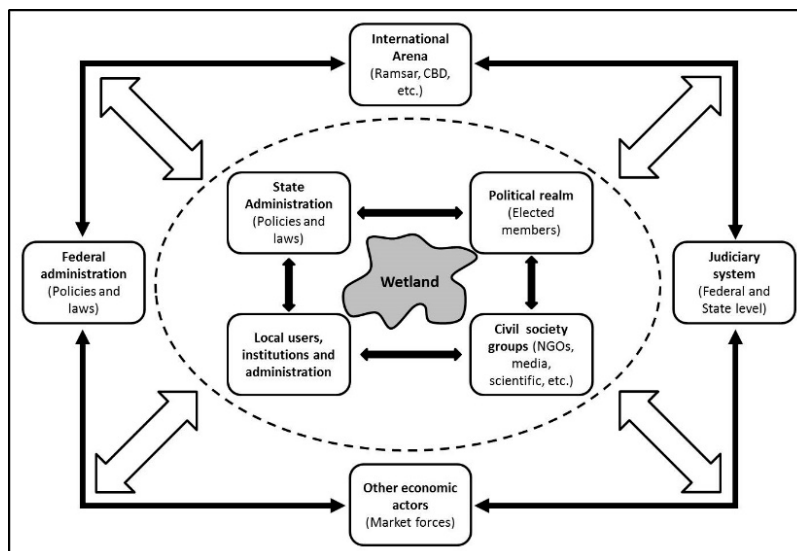 International
Arena
(Ramsar, CBD,
etc.)
State
Administration
(Policies and
laws)
Political realm
(Elected
members)
Federal
administration
(Policies and
laws)
Wetland
Judiciary
system
(Federal and
State level)
Local users,
institutions and
administration
Civil society
groups (NGOs,
media,
scientific, etc.)
Other economic
actors
(Market forces)